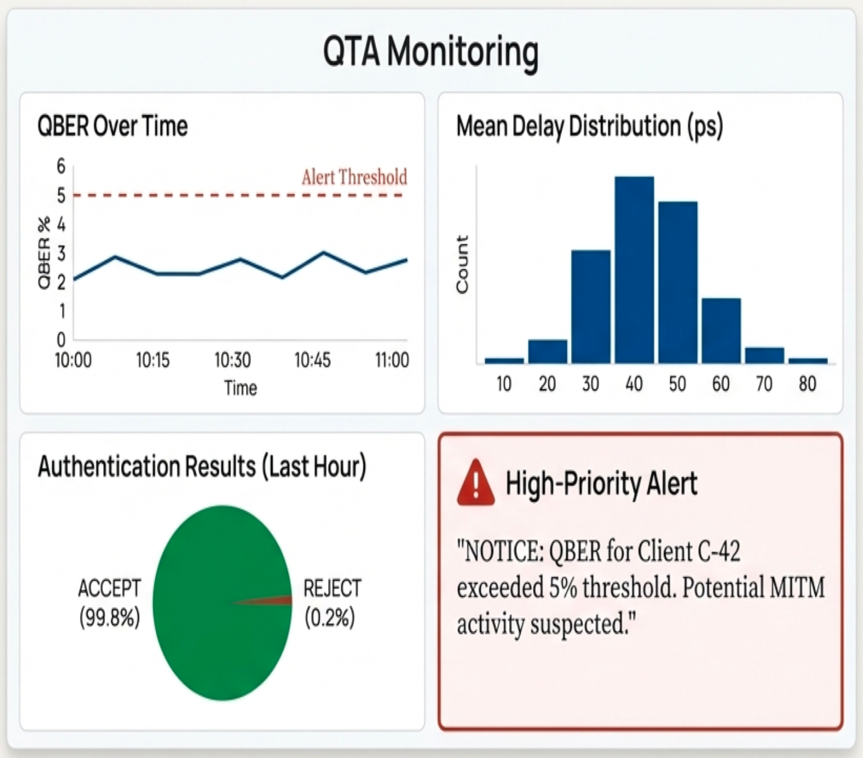 QTA Monitoring
QBER Over Time
6
Alert Threshold
5
4
3
2
1
0
QBER %
10:00 10:15 10:30 10:45 11:00
Time
Mean Delay Distribution (ps)
Count
10 20 30 40 50 60 70 80
Authentication Results (Last Hour)
ACCEPT
(99.8%)
REJECT
(0.2%)
High-Priority Alert
"NOTICE: QBER for Client C-42
exceeded 5% threshold. Potential MITM
activity suspected."